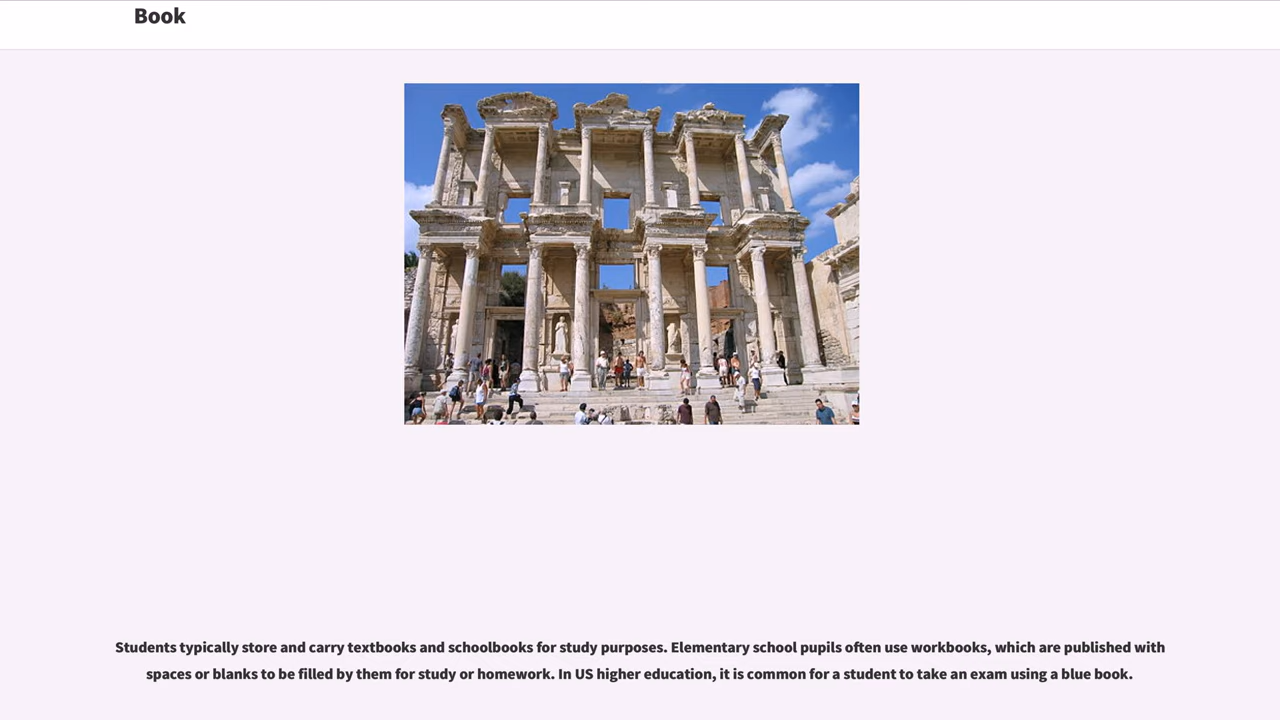 Book
Students typically store and carry textbooks and schoolbooks for study purposes. Elementary school pupils often use workbooks, which are published with
spaces or blanks to be filled by them for study or homework. In US higher education, it is common for a student to take an exam using a blue book.